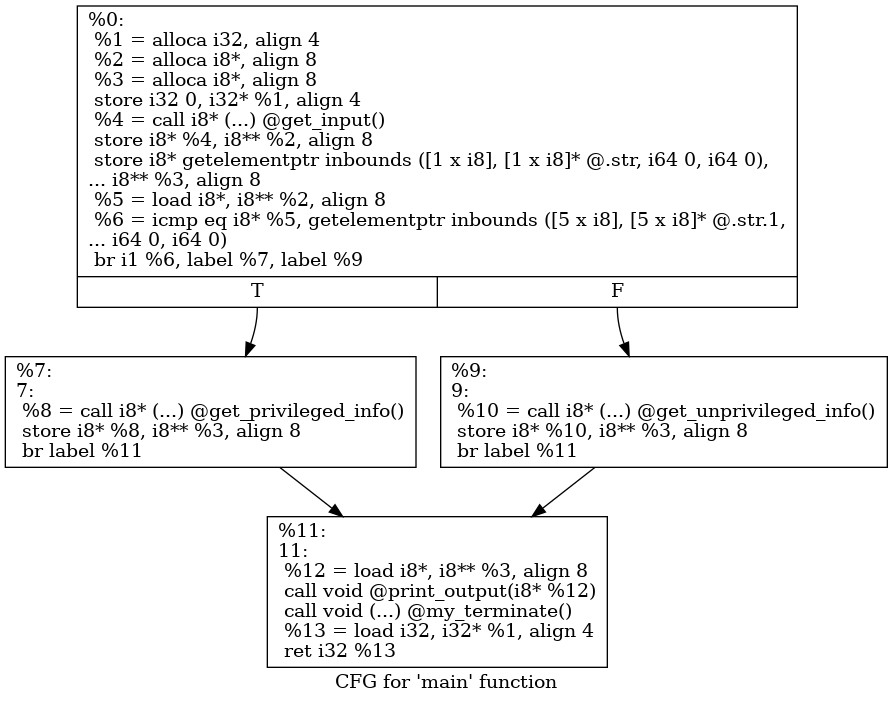 %0:
%1 = alloca i32, align 4
%2 = alloca i8*, align 8
%3 = alloca i8*, align 8
store i32 0, i32* %1, align 4
%4 = call i8* (...) @get_input()
store i8* %4, i8** %2, align 8
store i8* getelementptr inbounds ([1 x i8], [1 x i8]* @.str, i64 0, i64 0),
... i8** %3, align 8
%5 = load i8*, i8** %2, align 8
%6 = icmp eq i8* %5, getelementptr inbounds ([5 x i8], [5 x i8]* @.str.1,
... i64 0, i64 0)
br i1 %6, label %7, label %9
T
F
%7:
7:
%8 = call i8* (...) @get_privileged_info()
store i8* %8, i8** %3, align 8
br label %11
%9:
9:
%10 = call i8* (...) @get_unprivileged_info()
store i8* %10, i8** %3, align 8
br label %11
%11:
11:
%12 = load i8*, i8** %3, align 8
call void @print_output(i8* %12)
call void (...) @my_terminate()
%13 = load i32, i32* %1, align 4
ret i32 %13
CFG for 'main' function